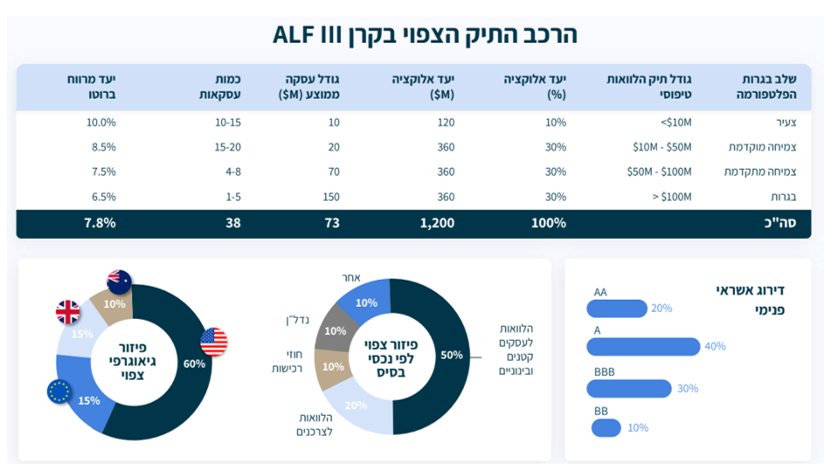 הרכב התיק הצפוי בקרן ALF III
שלב בגרות הפלטפורמה | גודל תיק הלוואות טיפוסי | יעד אלוקציה (%) | יעד אלוקציה ($M) | גודל עסקה ממוצע ($M) | כמות עסקאות | יעד מרווח ברוטו
צעיר | <$10M | 10% | 120 | 10 | 10-15 | 10.0%
צמיחה מוקדמת | $10M - $50M | 30% | 360 | 20 | 15-20 | 8.5%
צמיחה מתקדמת | $50M - $100M | 30% | 360 | 70 | 4-8 | 7.5%
בגרות | > $100M | 30% | 360 | 150 | 1-5 | 6.5%
סה"כ | 100% | 1,200 | 73 | 38 | 7.8%
דירוג אשראי
פנימי
AA
20%
A
40%
BBB
30%
BB
10%
פיזור צפוי
לפי נכסי
בסיס
הלוואות
לעסקים
קטנים
ובינוניים
50%
הלוואות
לצרכנים
20%
חוזי
רכישות
10%
נדל"ן
10%
אחר
10%
פיזור
גיאוגרפי
צפוי
60%
15%
15%
10%